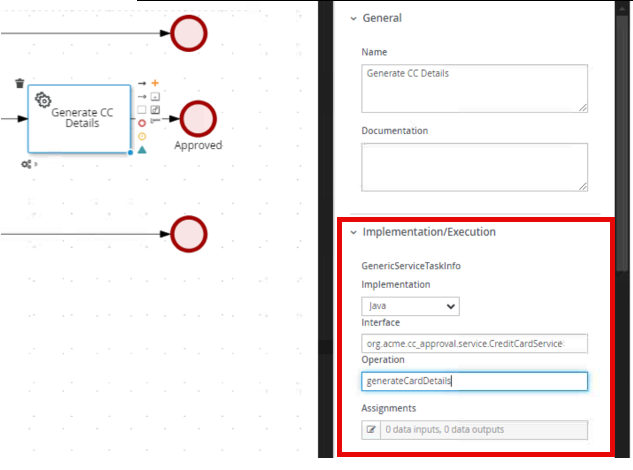 Generate CC
Details
Approved
General
Name
Generate CC Details
Documentation
Implementation/Execution
GenericServiceTaskInfo
Implementation
Java
Interface
org.acme.cc_approval.service.CreditCardService
Operation
generateCardDetails
Assignments
0 data inputs, 0 data outputs